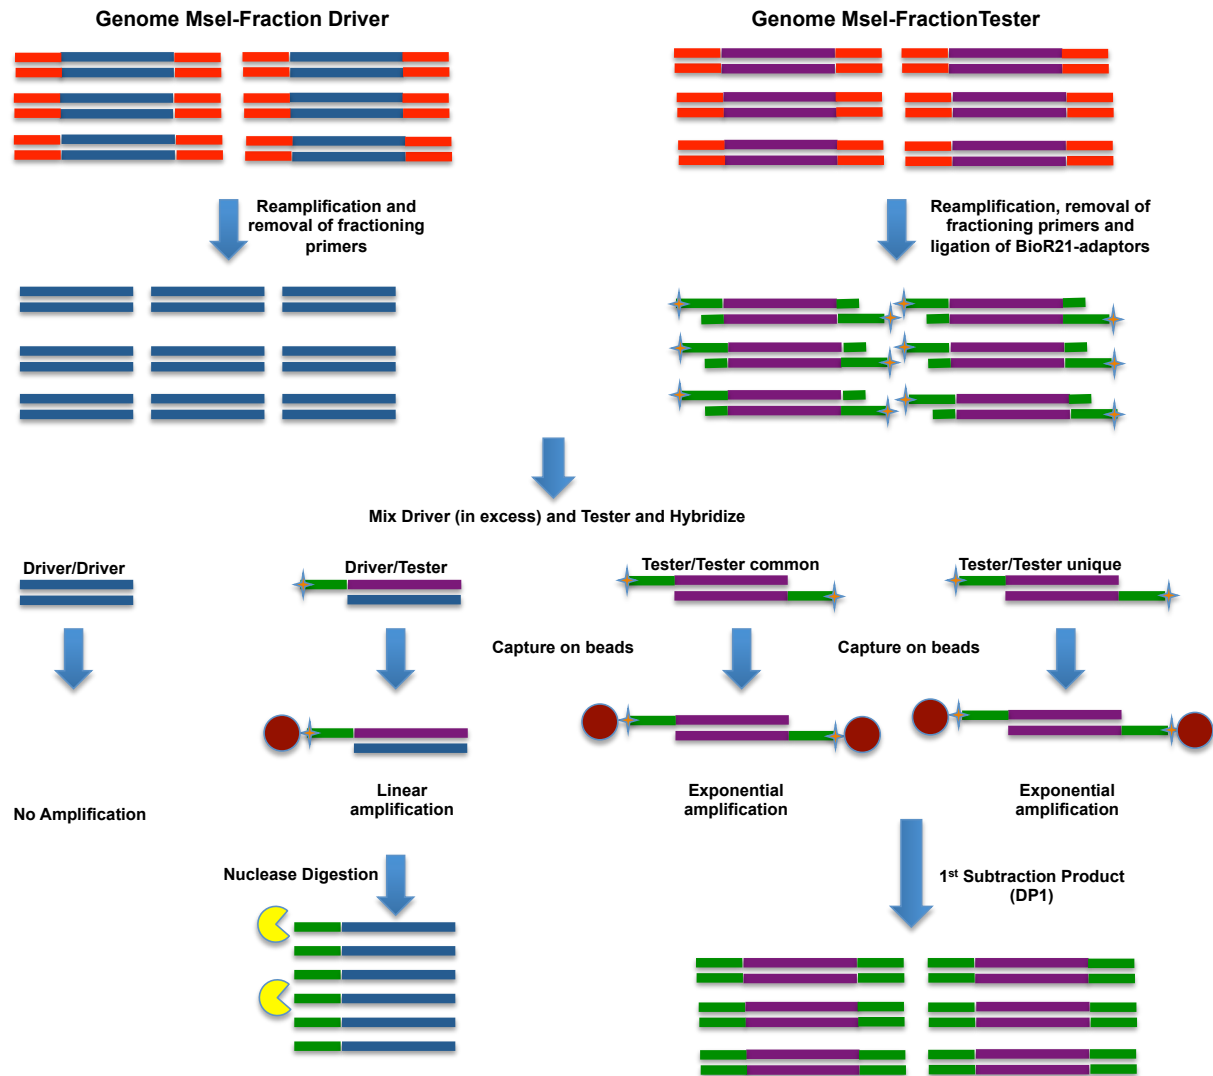 Genome MseI-Fraction Driver
Genome MseI-FractionTester
Reamplification and
removal of fractioning
primers
Reamplification, removal of
fractioning primers and
ligation of BioR21-adaptors
Mix Driver (in excess) and Tester and Hybridize
Driver/Driver
Driver/Tester
Tester/Tester common
Tester/Tester unique
Capture on beads
Capture on beads
No Amplification
Linear
amplification
Exponential
amplification
Exponential
amplification
Nuclease Digestion
1st Subtraction Product
(DP1)